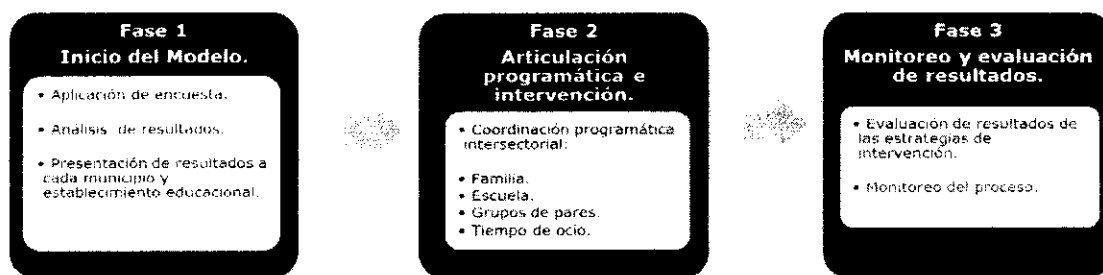 Fase 1
Inicio del Modelo.
• Aplicación de encuesta.
• Análisis de resultados.
• Presentación de resultados a
cada municipio y
establecimiento educacional.
Fase 2
Articulación
programática e
intervención.
• Coordinación programática
intersectorial:
• Familia.
• Escuela.
• Grupos de pares.
• Tiempo de ocio.
Fase 3
Monitoreo y evaluación
de resultados.
• Evaluación de resultados de
las estrategias de
intervención.
• Monitoreo del proceso.